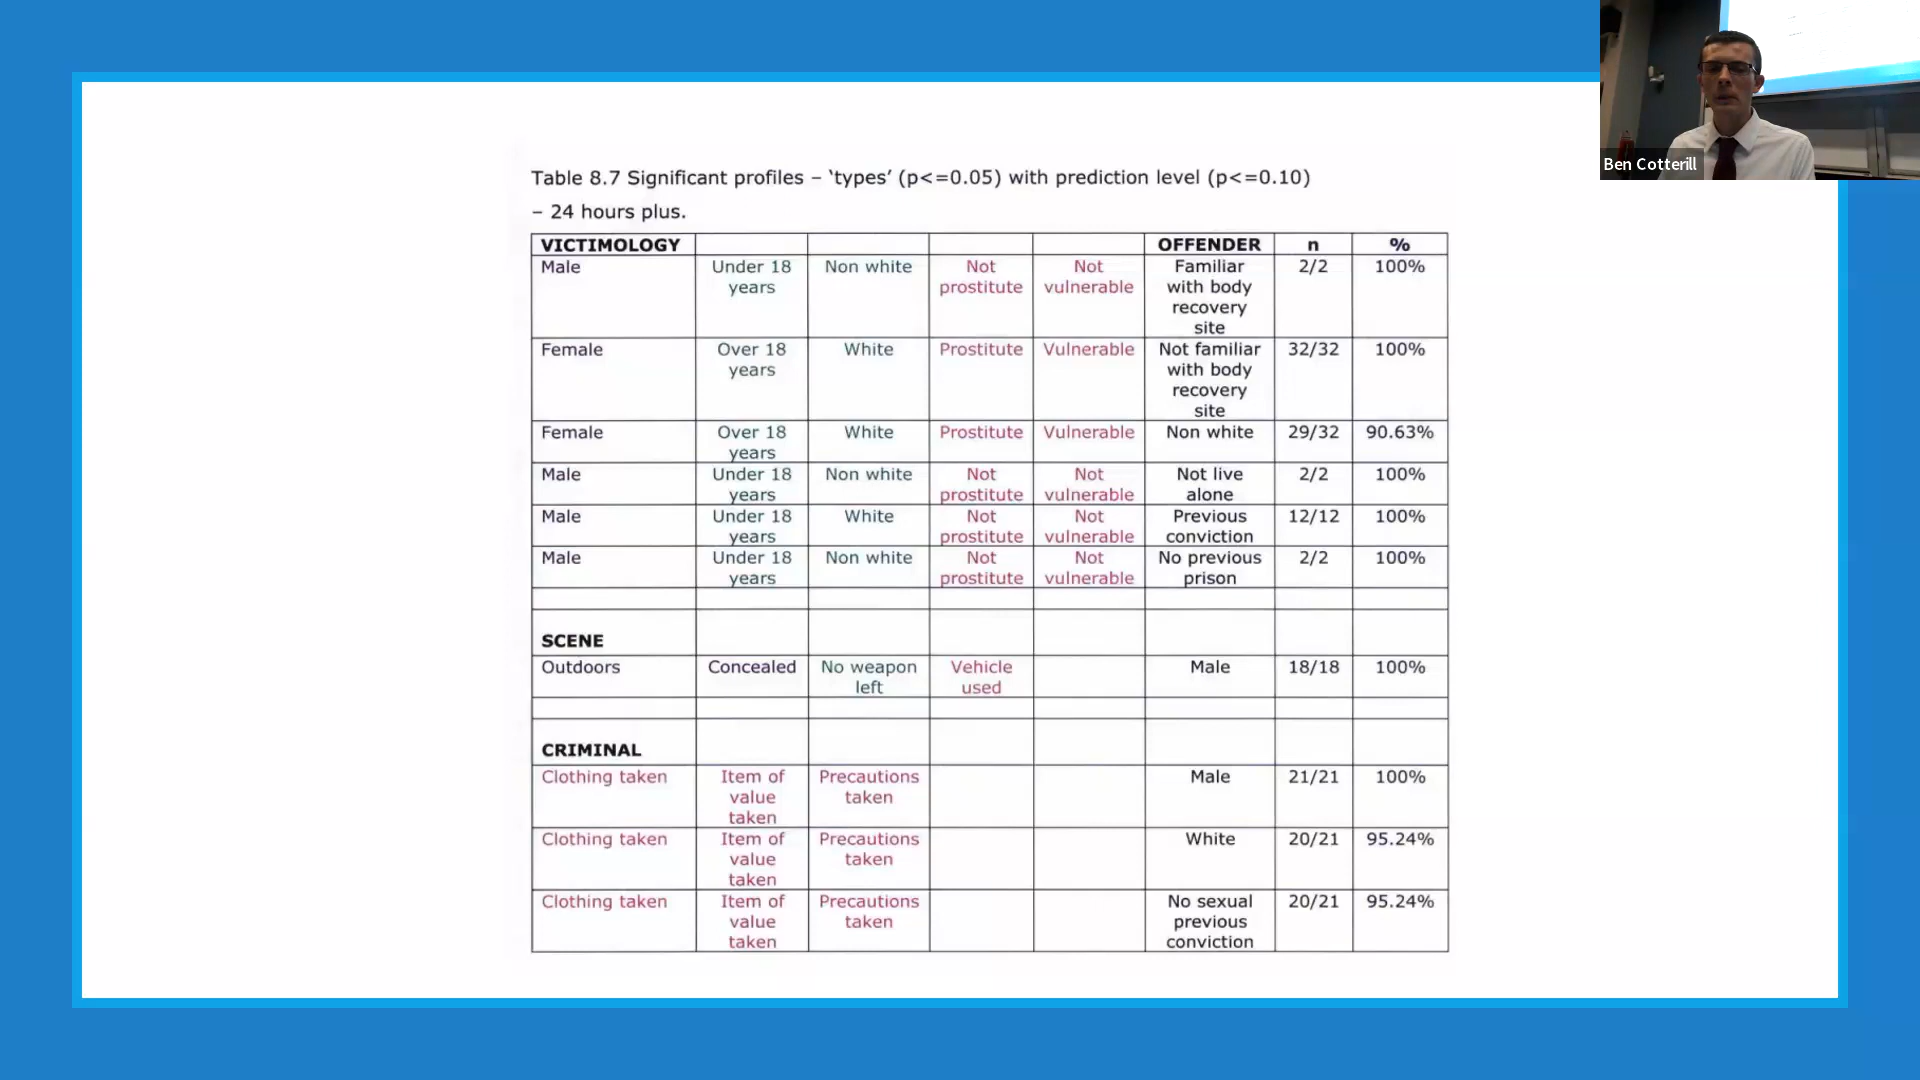 Ben Cotterill
Table 8.7 Significant profiles – ‘types’ (p<=0.05) with prediction level (p<=0.10)
– 24 hours plus.
VICTIMOLOGY OFFENDER n %
Male Under 18 years Non white Not prostitute Not vulnerable Familiar with body recovery site 2/2 100%
Female Over 18 years White Prostitute Vulnerable Not familiar with body recovery site 32/32 100%
Female Over 18 years White Prostitute Vulnerable Non white 29/32 90.63%
Male Under 18 years Non white Not prostitute Not vulnerable Not live alone 2/2 100%
Male Under 18 years White Not prostitute Not vulnerable Previous conviction 12/12 100%
Male Under 18 years Non white Not prostitute Not vulnerable No previous prison 2/2 100%
SCENE
Outdoors Concealed No weapon left Vehicle used Male 18/18 100%
CRIMINAL
Clothing taken Item of value taken Precautions taken Male 21/21 100%
Clothing taken Item of value taken Precautions taken White 20/21 95.24%
Clothing taken Item of value taken Precautions taken No sexual previous conviction 20/21 95.24%